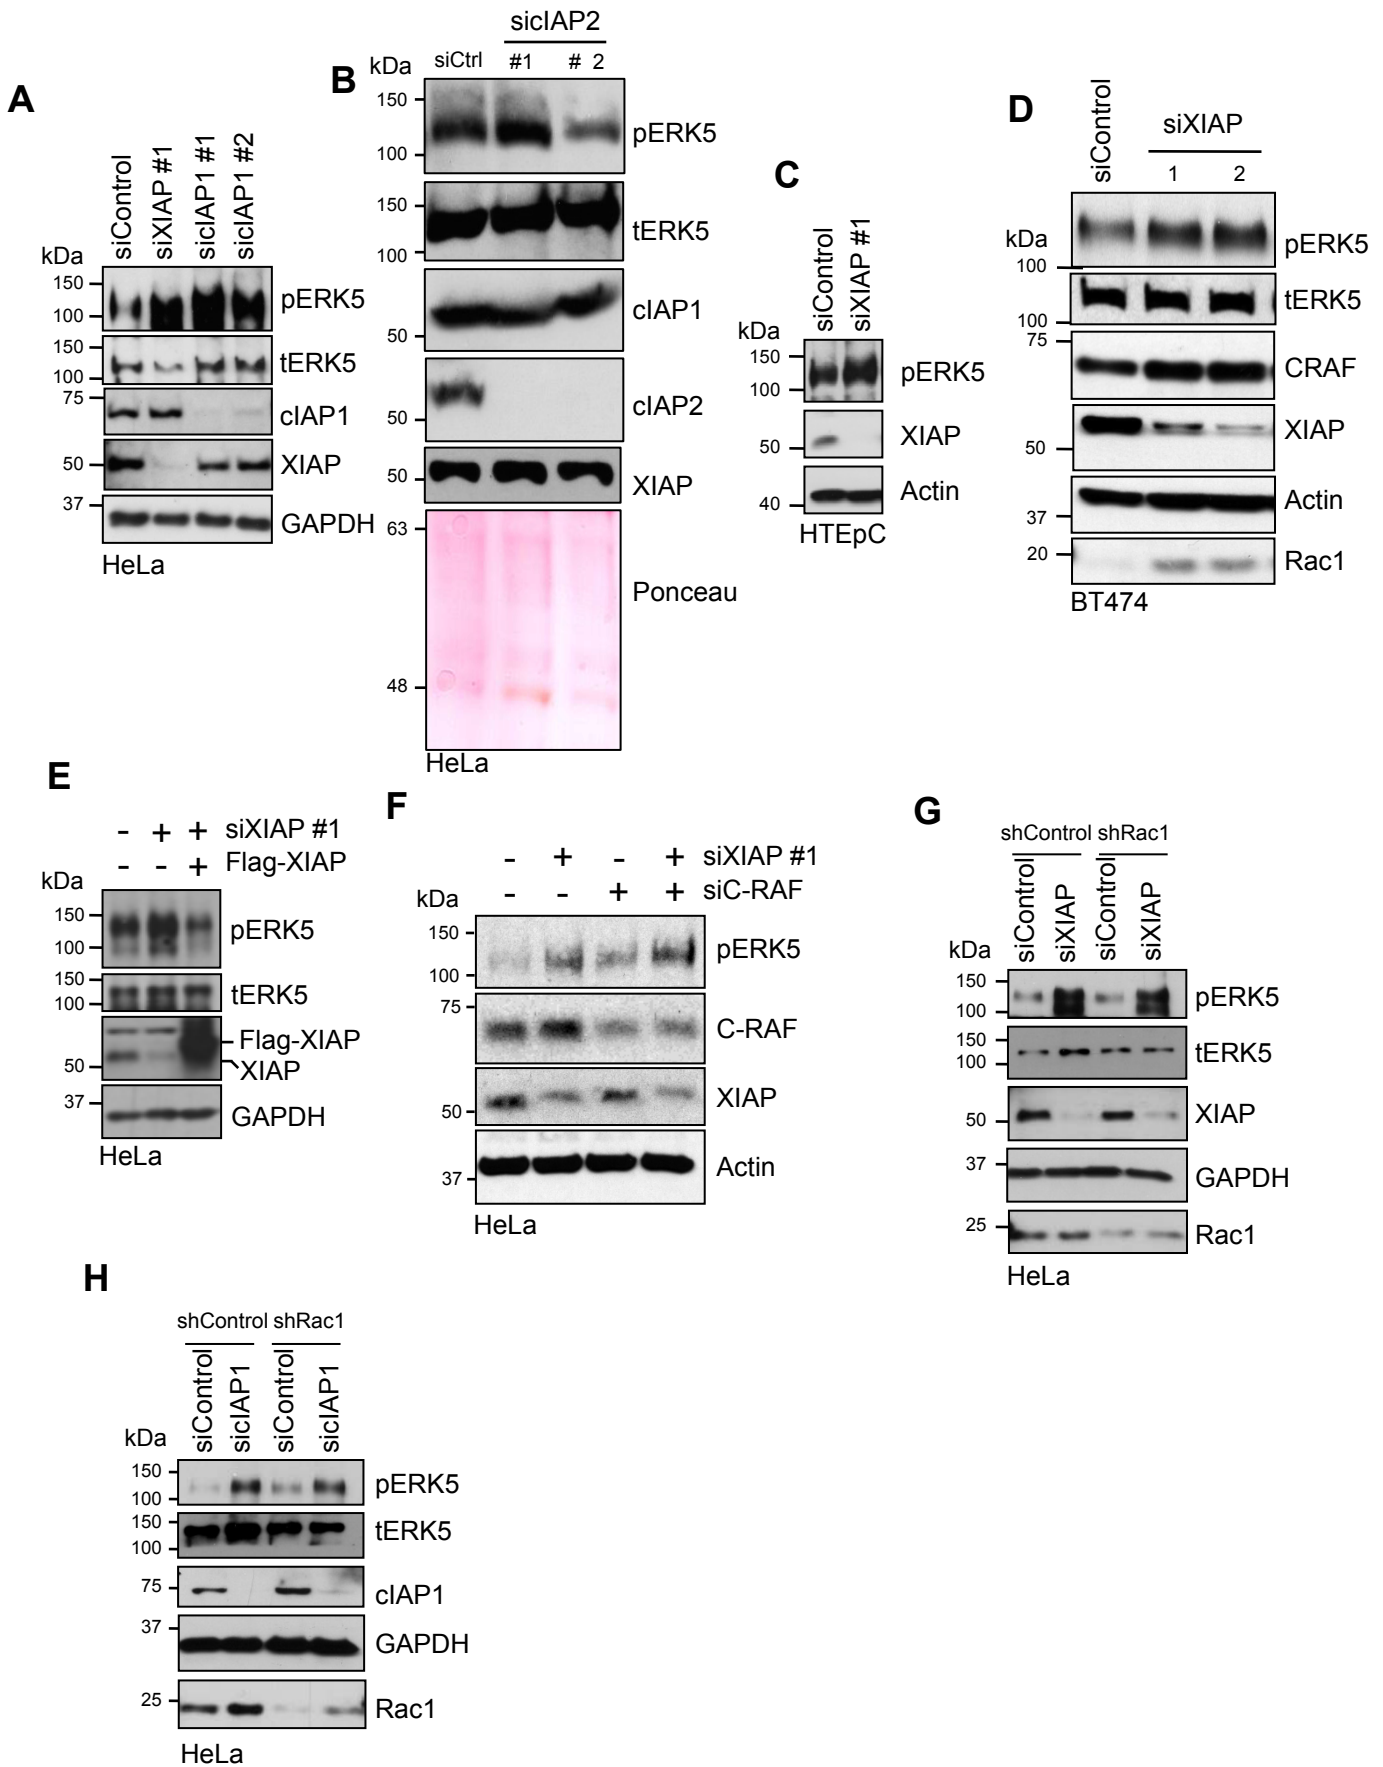 A
siControl
siXIAP #1
sicIAP1 #1
sicIAP1 #2
kDa
150
100
pERK5
150
100
tERK5
75
cIAP1
50
XIAP
37
GAPDH
HeLa
B
sicIAP2
kDa
siCtrl
#1
# 2
150
100
pERK5
150
100
tERK5
50
cIAP1
50
cIAP2
50
XIAP
63
48
Ponceau
HeLa
C
siControl
siXIAP #1
kDa
150
100
pERK5
50
XIAP
40
Actin
HTEpC
D
siControl
siXIAP
1
2
kDa
100
pERK5
100
tERK5
75
CRAF
50
XIAP
37
Actin
20
Rac1
BT474
E
- + + siXIAP #1
- - + Flag-XIAP
kDa
150
100
pERK5
150
100
tERK5
Flag-XIAP
50
XIAP
37
GAPDH
HeLa
F
- + - + siXIAP #1
- - + + siC-RAF
kDa
150
100
pERK5
75
C-RAF
50
XIAP
37
Actin
HeLa
G
shControl shRac1
siControl
siXIAP
siControl
siXIAP
kDa
150
100
pERK5
150
100
tERK5
50
XIAP
37
GAPDH
25
Rac1
HeLa
H
shControl shRac1
siControl
sicIAP1
siControl
sicIAP1
kDa
150
100
pERK5
150
100
tERK5
75
cIAP1
37
GAPDH
25
Rac1
HeLa